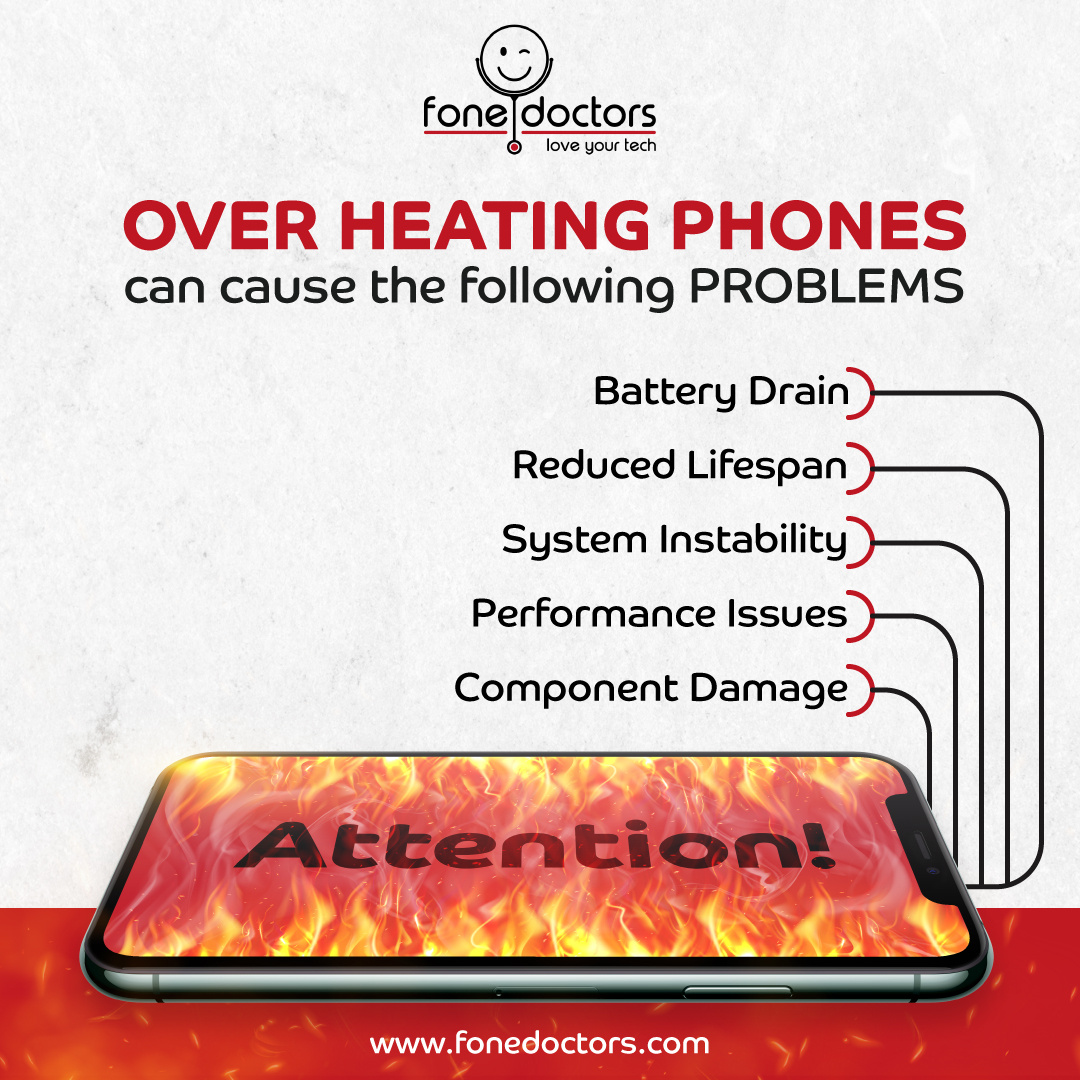 fone doctors
love your tech
OVER HEATING PHONES
can cause the following PROBLEMS
Battery Drain
Reduced Lifespan
System Instability
Performance Issues
Component Damage
Attention!
www.fonedoctors.com